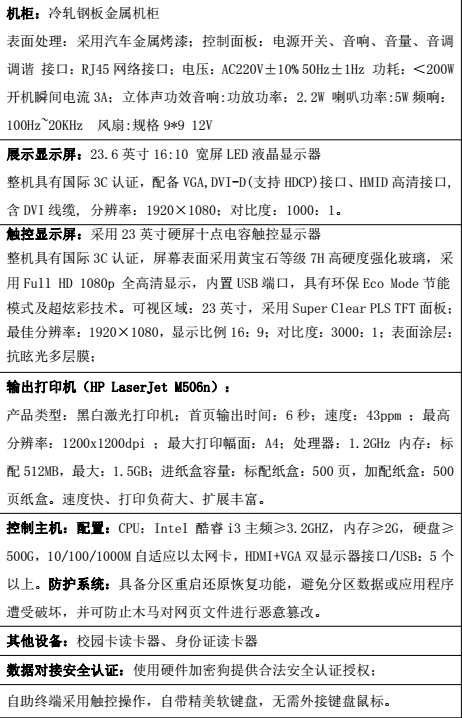 机柜：冷轧钢板金属机柜
表面处理：采用汽车金属烤漆；控制面板：电源开关、音响、音量、音调
调谐 接口：RJ45 网络接口；电压：AC220V±10% 50Hz±1Hz 功耗：＜200W
开机瞬间电流 3A；立体声功效音响:功放功率：2.2W 喇叭功率:5W 频响：
100Hz~20KHz 风扇:规格 9*9 12V
展示显示屏：23.6 英寸 16:10 宽屏 LED 液晶显示器
整机具有国际 3C 认证，配备 VGA,DVI-D(支持 HDCP)接口、HMID 高清接口，
含 DVI 线缆, 分辨率：1920×1080；对比度：1000：1。
触控显示屏：采用 23 英寸硬屏十点电容触控显示器
整机具有国际 3C 认证，屏幕表面采用黄宝石等级 7H 高硬度强化玻璃，采
用 Full HD 1080p 全高清显示，内置 USB 端口，具有环保 Eco Mode 节能
模式及超炫彩技术。可视区域：23 英寸，采用 Super Clear PLS TFT 面板；
最佳分辨率：1920×1080，显示比例 16：9；对比度：3000：1；表面涂层：
抗眩光多层膜；
输出打印机（HP LaserJet M506n）：
产品类型：黑白激光打印机；首页输出时间：6 秒；速度：43ppm ；最高
分辨率：1200x1200dpi ；最大打印幅面：A4；处理器：1.2GHz 内存：标
配 512MB，最大：1.5GB；进纸盒容量：标配纸盒：500 页，加配纸盒：500
页纸盒。速度快、打印负荷大、扩展丰富。
控制主机：配置：CPU：Intel 酷睿 i3 主频≥3.2GHZ，内存≥2G，硬盘≥
500G，10/100/1000M 自适应以太网卡，HDMI+VGA 双显示器接口/USB：5 个
以上。防护系统：具备分区重启还原恢复功能，避免分区数据或应用程序
遭受破坏，并可防止木马对网页文件进行恶意篡改。
其他设备：校园卡读卡器、身份证读卡器
数据对接安全认证：使用硬件加密狗提供合法安全认证授权；
自助终端采用触控操作，自带精美软键盘，无需外接键盘鼠标。